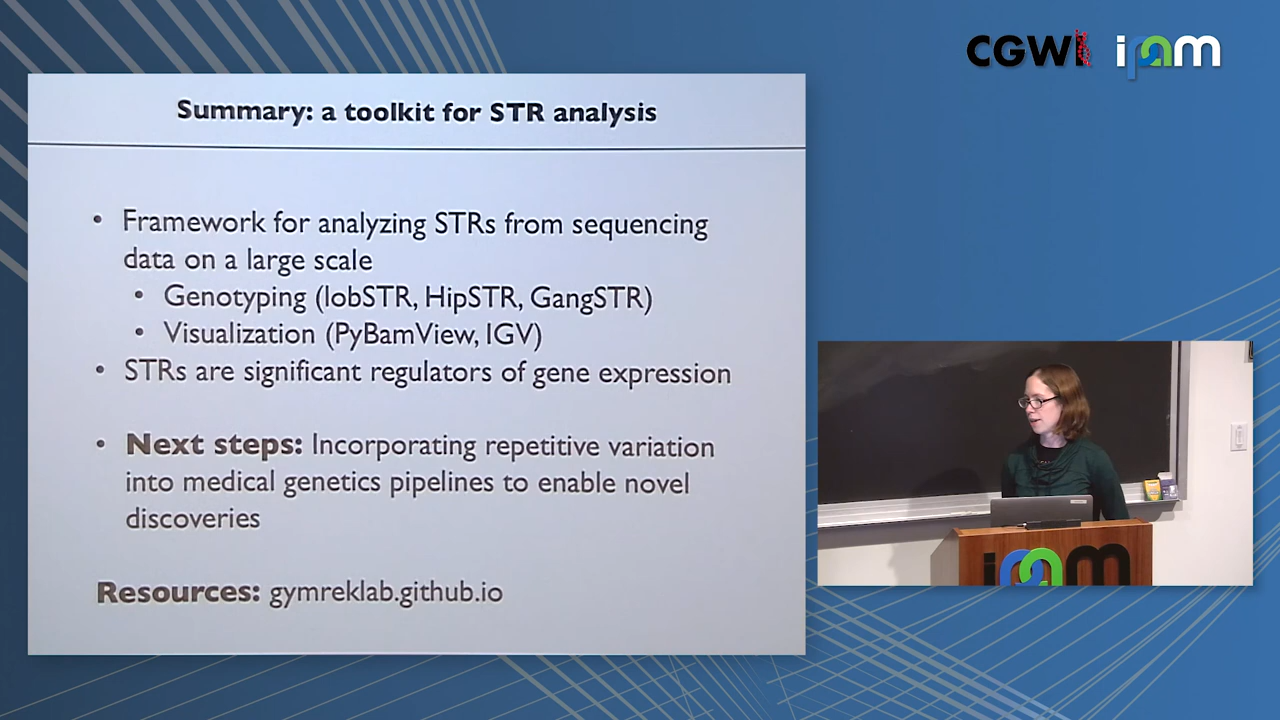 CGWI ipam
Summary: a toolkit for STR analysis
• Framework for analyzing STRs from sequencing
data on a large scale
• Genotyping (lobSTR, HipSTR, GangSTR)
• Visualization (PyBamView, IGV)
• STRs are significant regulators of gene expression
• Next steps: Incorporating repetitive variation
into medical genetics pipelines to enable novel
discoveries
Resources: gymreklab.github.io
ipam